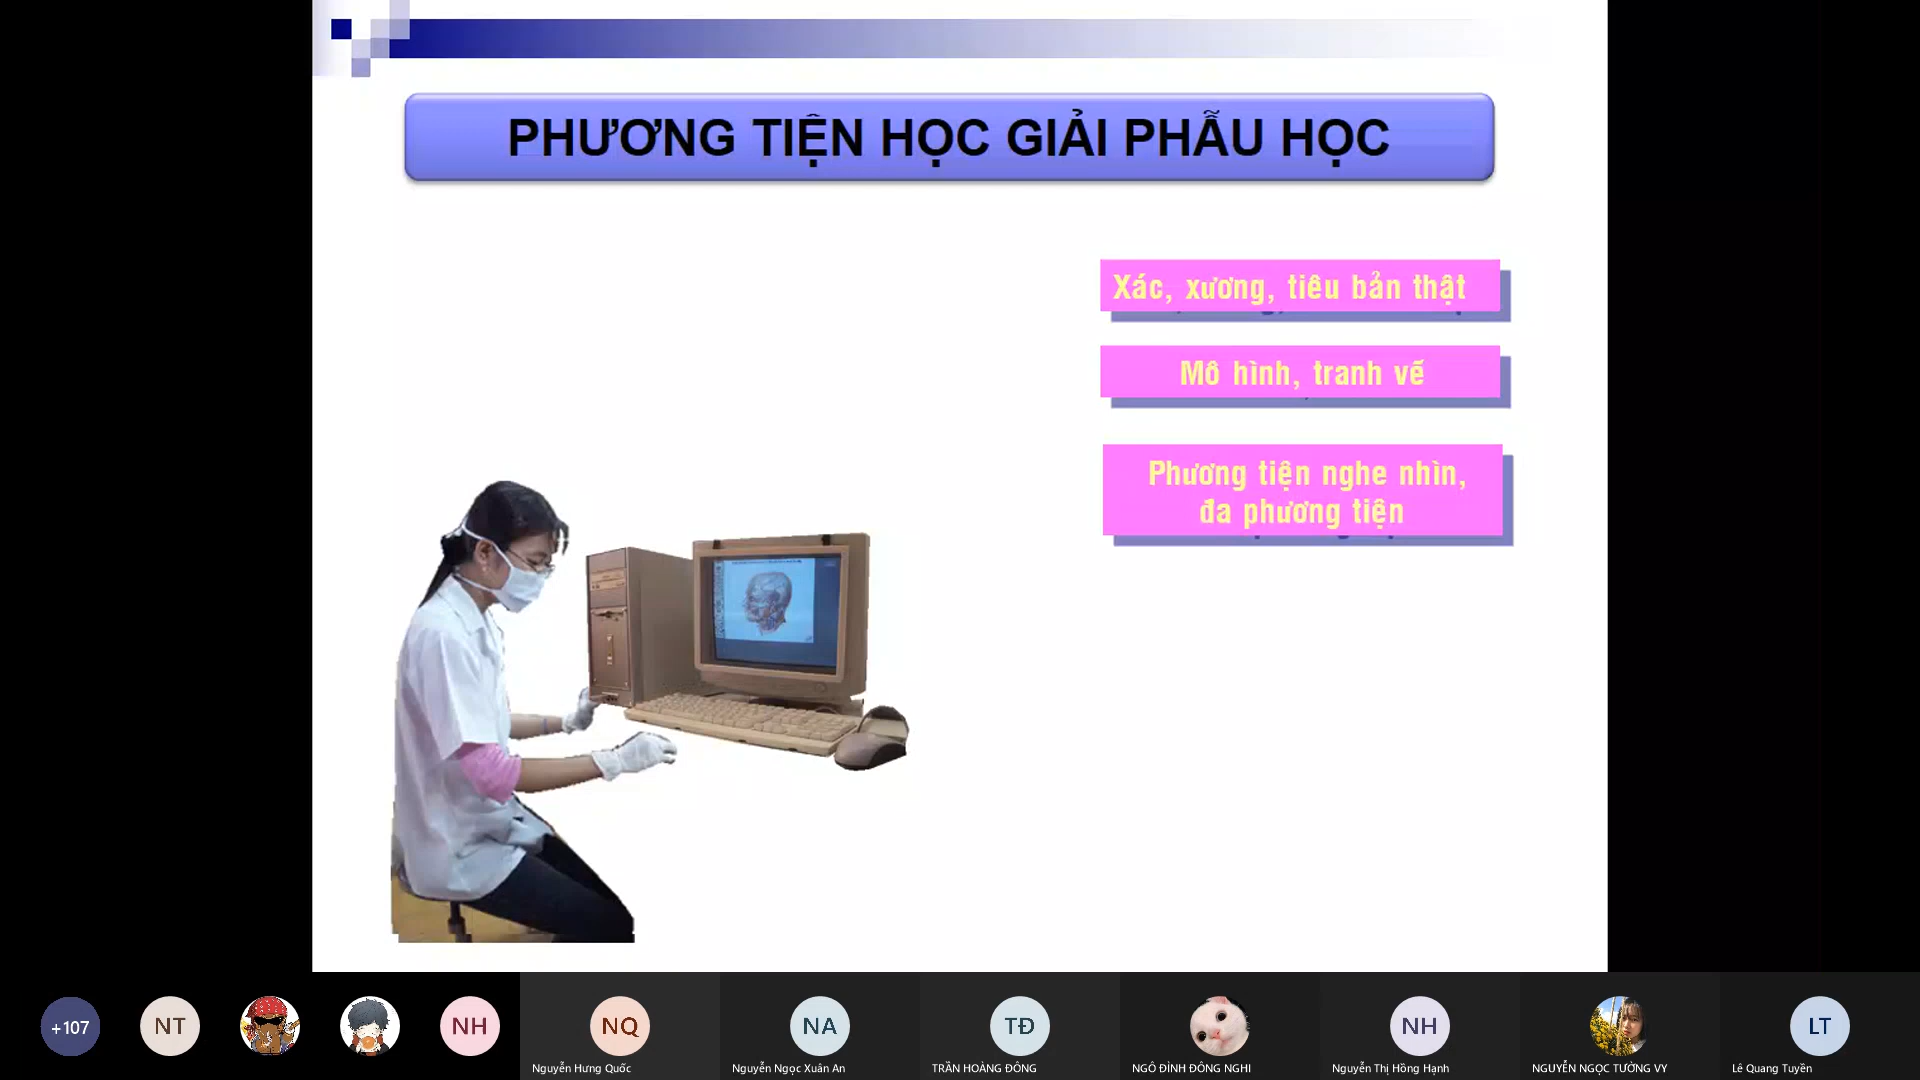 PHƯƠNG TIỆN HỌC GIẢI PHẪU HỌC
Xác, xương, tiêu bản thật
Mô hình, tranh vẽ
Phương tiện nghe nhìn,
đa phương tiện
+107
NT
NH
NQ
NA
TĐ
NH
LT
Nguyễn Hưng Quốc
Nguyễn Ngọc Xuân An
TRẦN HOÀNG ĐÔNG
NGÔ ĐÌNH ĐÔNG NGHI
Nguyễn Thị Hồng Hạnh
NGUYỄN NGỌC TƯỜNG VY
Lê Quang Tuyền